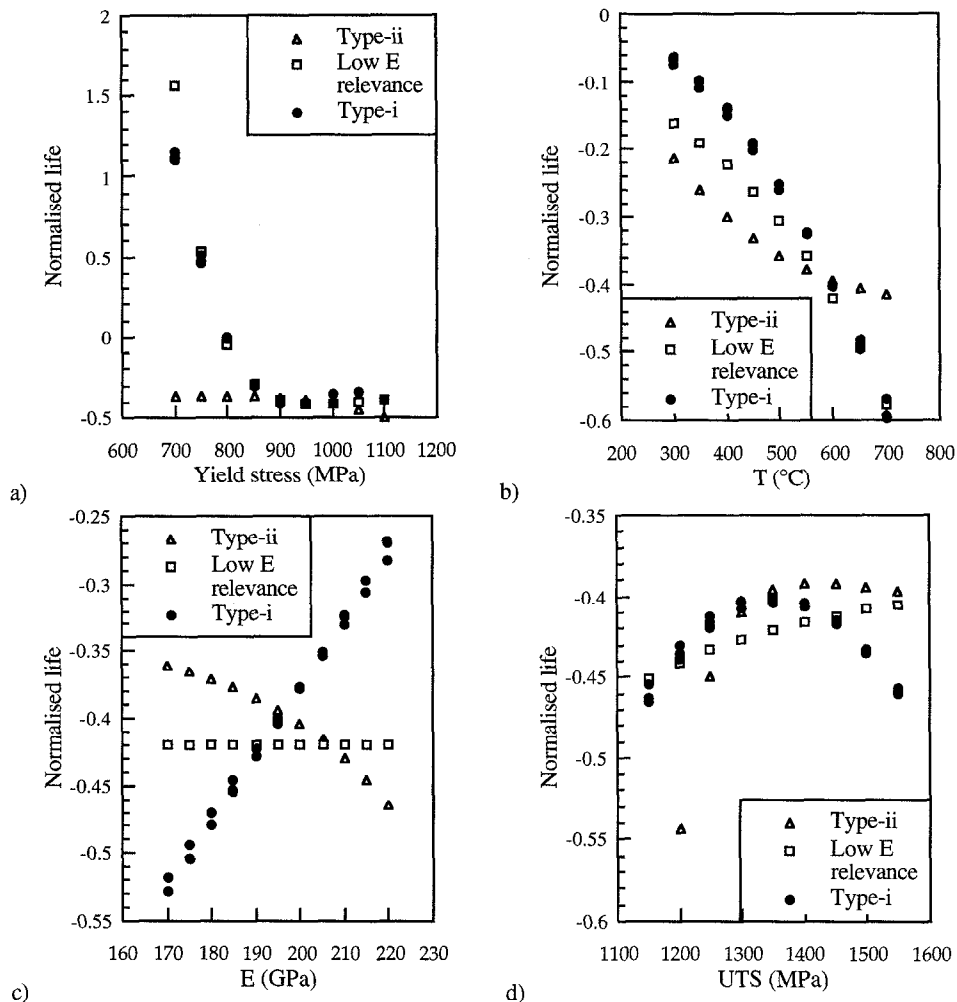 2
1.5
1
0.5
0
-0.5
Normalised life
Type-ii
Low E
relevance
Type-i
600 700 800 900 1000 1100 1200
Yield stress (MPa)
a)
0
-0.1
-0.2
-0.3
-0.4
-0.5
-0.6
Normalised life
Type-ii
Low E
relevance
Type-i
200 300 400 500 600 700 800
T (°C)
b)
-0.25
-0.3
-0.35
-0.4
-0.45
-0.5
-0.55
Normalised life
Type-ii
Low E
relevance
Type-i
160 170 180 190 200 210 220 230
E (GPa)
c)
-0.35
-0.4
-0.45
-0.5
-0.55
-0.6
Normalised life
Type-ii
Low E
relevance
Type-i
1100 1200 1300 1400 1500 1600
UTS (MPa)
d)